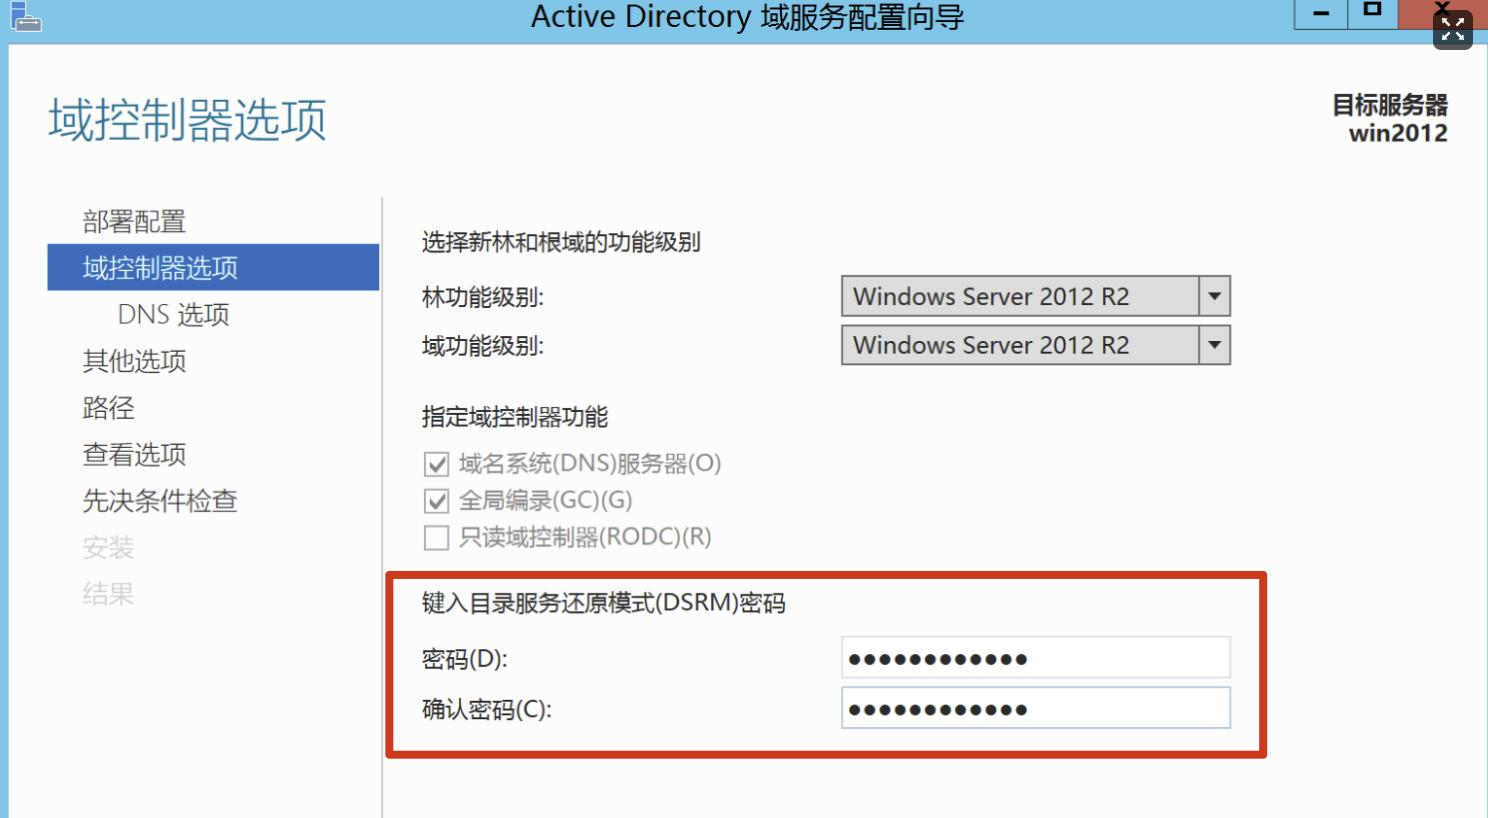 Active Directory 域服务配置向导
域控制器选项
目标服务器
win2012
部署配置
域控制器选项
DNS 选项
其他选项
路径
查看选项
先决条件检查
安装
结果
选择新林和根域的功能级别
林功能级别: Windows Server 2012 R2
域功能级别: Windows Server 2012 R2
指定域控制器功能
域名系统(DNS)服务器(O)
全局编录(GC)(G)
只读域控制器(RODC)(R)
键入目录服务还原模式(DSRM)密码
密码(D): ●●●●●●●●●●●●
确认密码(C): ●●●●●●●●●●●●